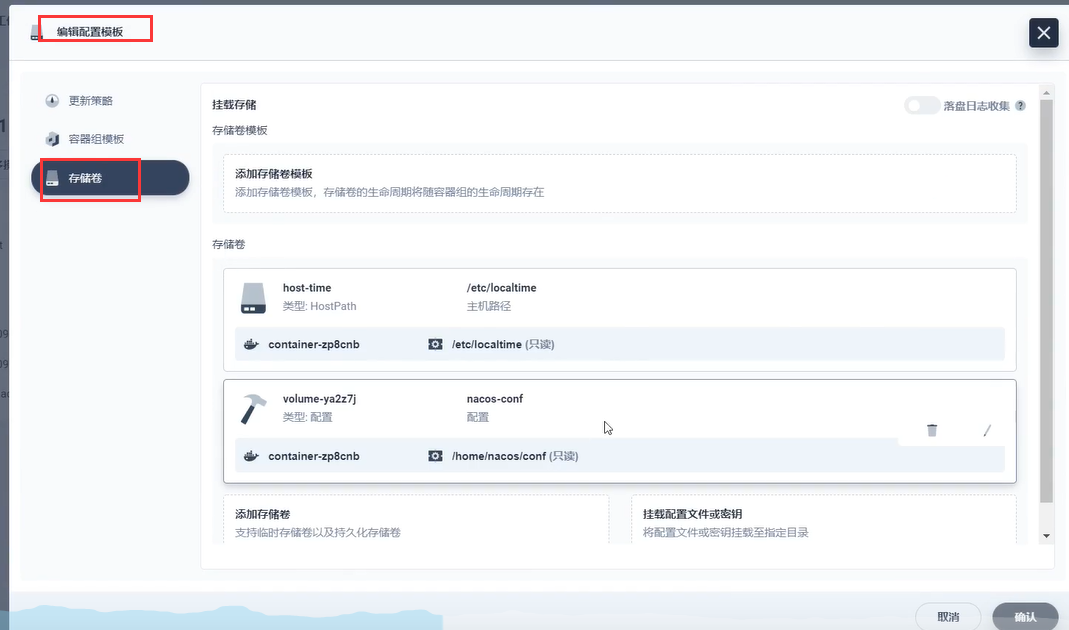 编辑配置模板
更新策略
容器组模板
存储卷
挂载存储
落盘日志收集 ?
存储卷模板
添加存储卷模板
添加存储卷模板，存储卷的生命周期将随容器组的生命周期存在
存储卷
host-time /etc/localtime
类型: HostPath 主机路径
container-zp8cnb /etc/localtime (只读)
volume-ya2z7j nacos-conf
类型: 配置 配置
container-zp8cnb /home/nacos/conf (只读)
添加存储卷 挂载配置文件或密钥
支持临时存储卷以及持久化存储卷 将配置文件或密钥挂载至指定目录
取消 确认